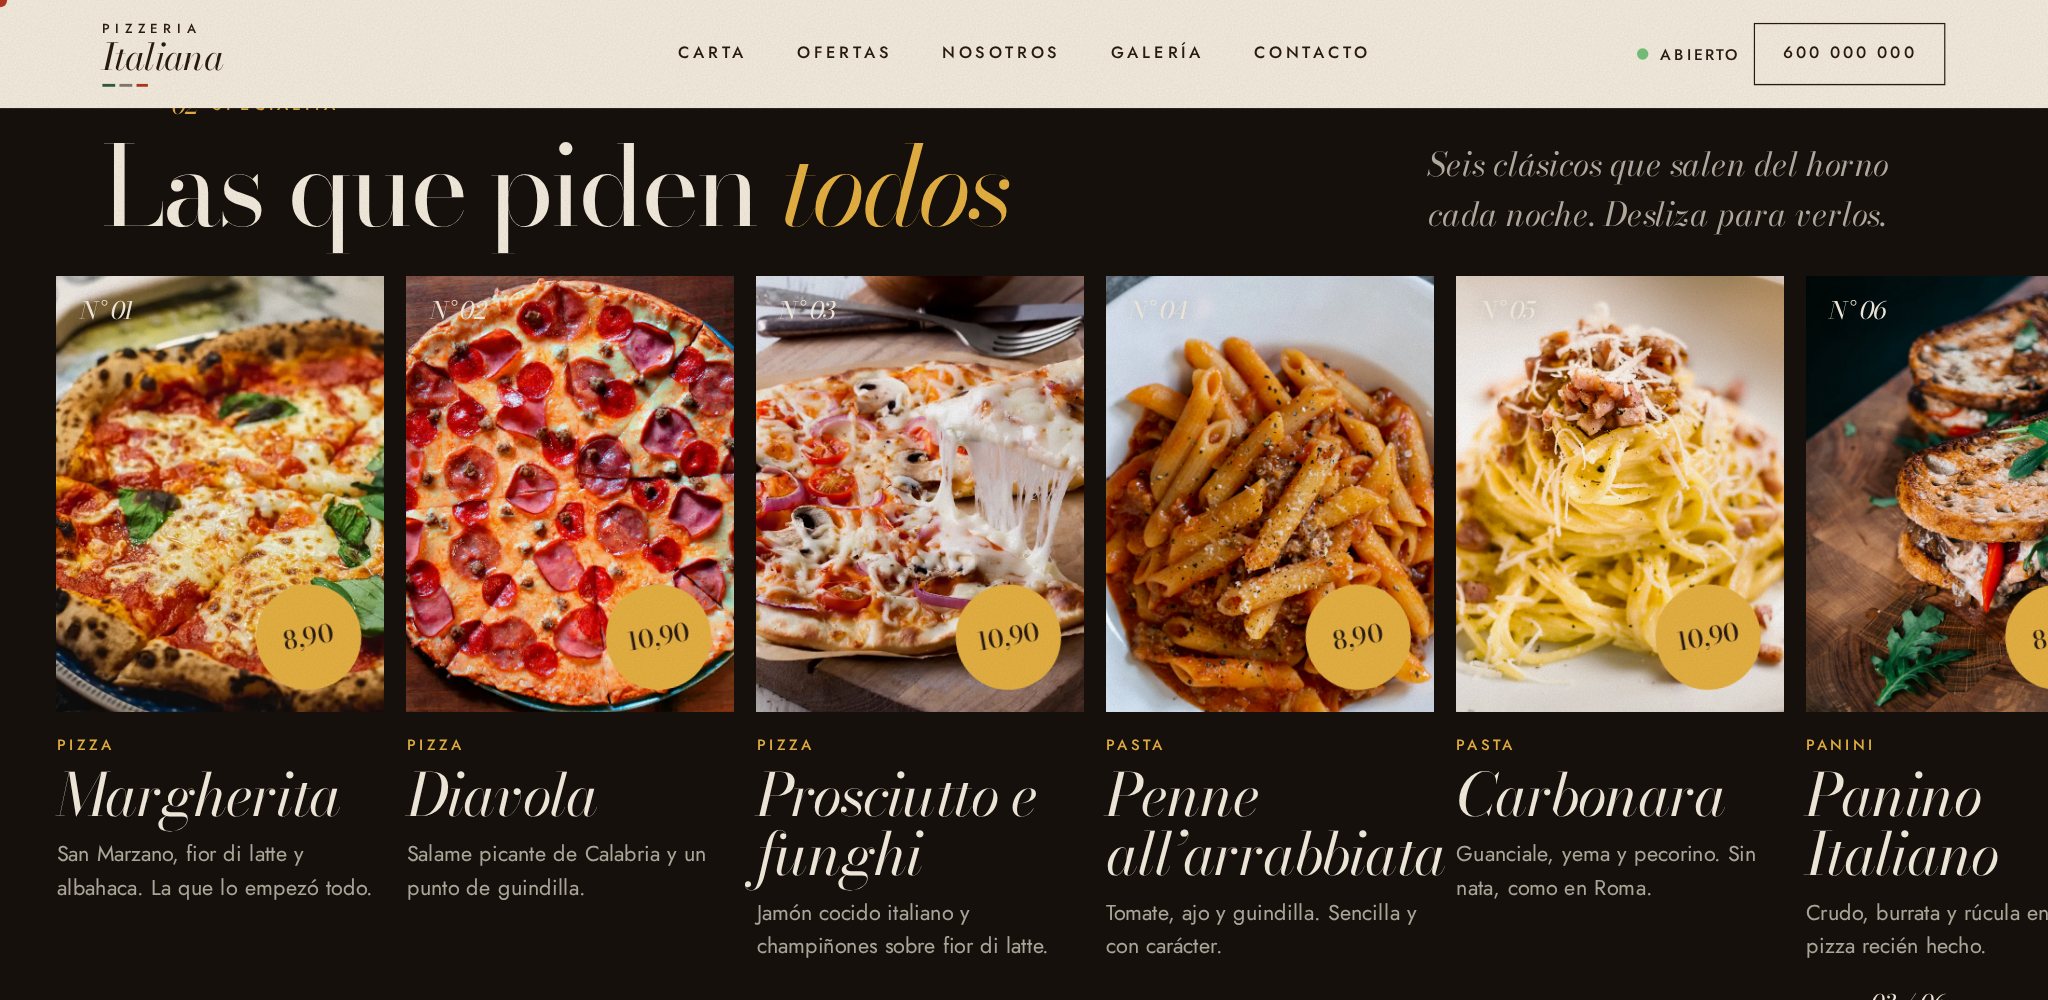 PIZZERIA
Italiana
CARTA OFERTAS NOSOTROS GALERÍA CONTACTO
ABIERTO
600 000 000
Las que piden todos
Seis clásicos que salen del horno
cada noche. Desliza para verlos.
N°01
8,90
PIZZA
Margherita
San Marzano, fior di latte y
albahaca. La que lo empezó todo.
N°02
10,90
PIZZA
Diavola
Salame picante de Calabria y un
punto de guindilla.
N°03
10,90
PIZZA
Prosciutto e
funghi
Jamón cocido italiano y
champiñones sobre fior di latte.
N°04
8,90
PASTA
Penne
all’arrabbiata
Tomate, ajo y guindilla. Sencilla y
con carácter.
N°05
10,90
PASTA
Carbonara
Guanciale, yema y pecorino. Sin
nata, como en Roma.
N°06
PANINI
Panino
Italiano
Crudo, burrata y rúcula en
pizza recién hecho.